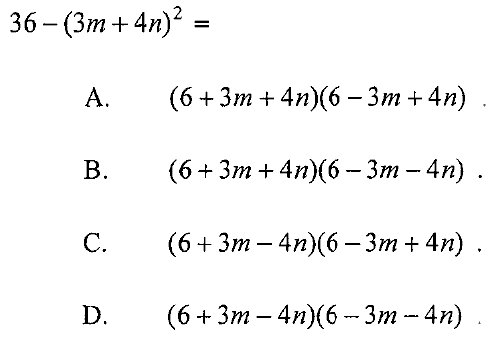 36 − (3m + 4n)² =
A. (6 + 3m + 4n)(6 − 3m + 4n) .
B. (6 + 3m + 4n)(6 − 3m − 4n) .
C. (6 + 3m − 4n)(6 − 3m + 4n) .
D. (6 + 3m − 4n)(6 − 3m − 4n) .